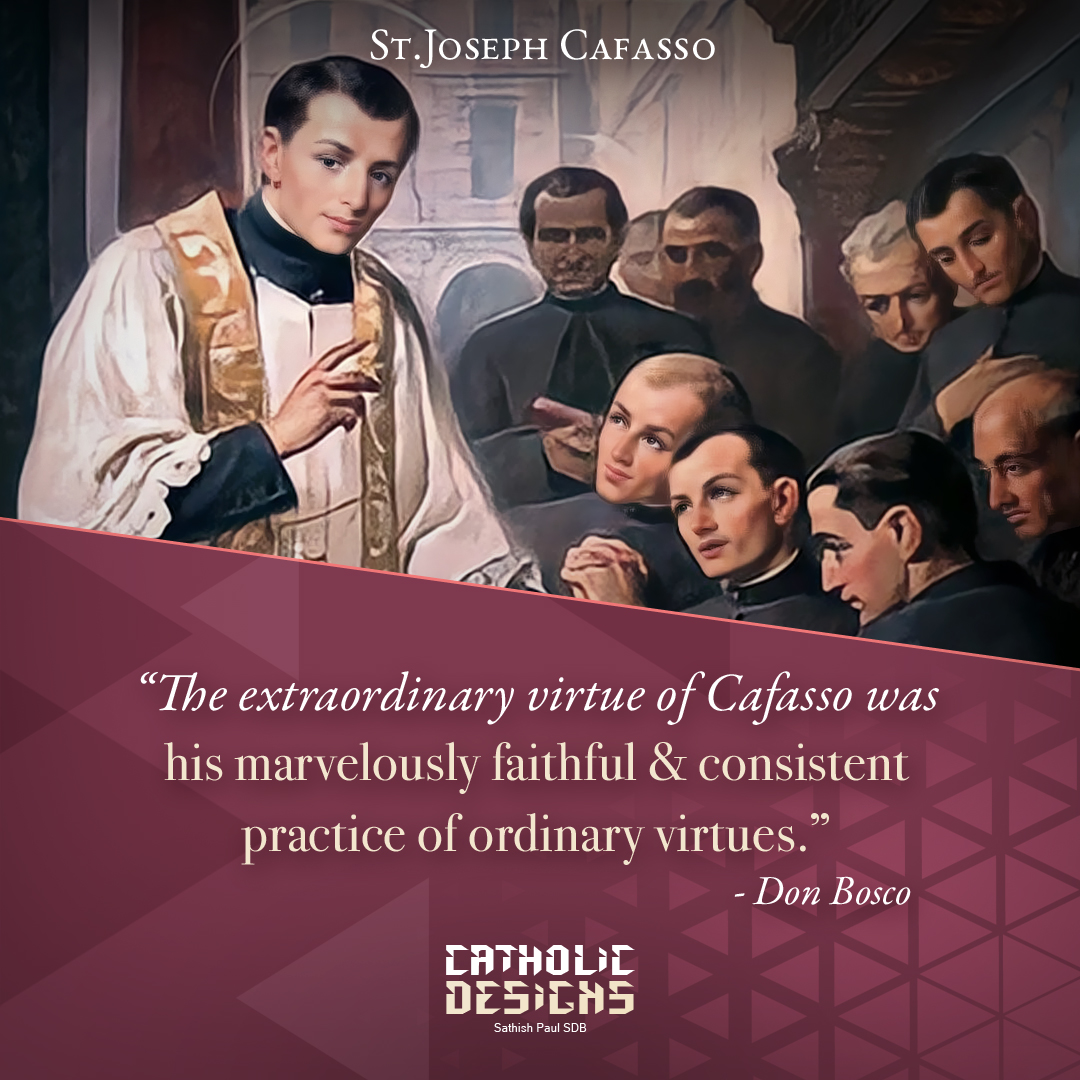 St.Joseph Cafasso
“The extraordinary virtue of Cafasso was
his marvelously faithful & consistent
practice of ordinary virtues.”
- Don Bosco
CATHOLIC
DESIGNS
Sathish Paul SDB